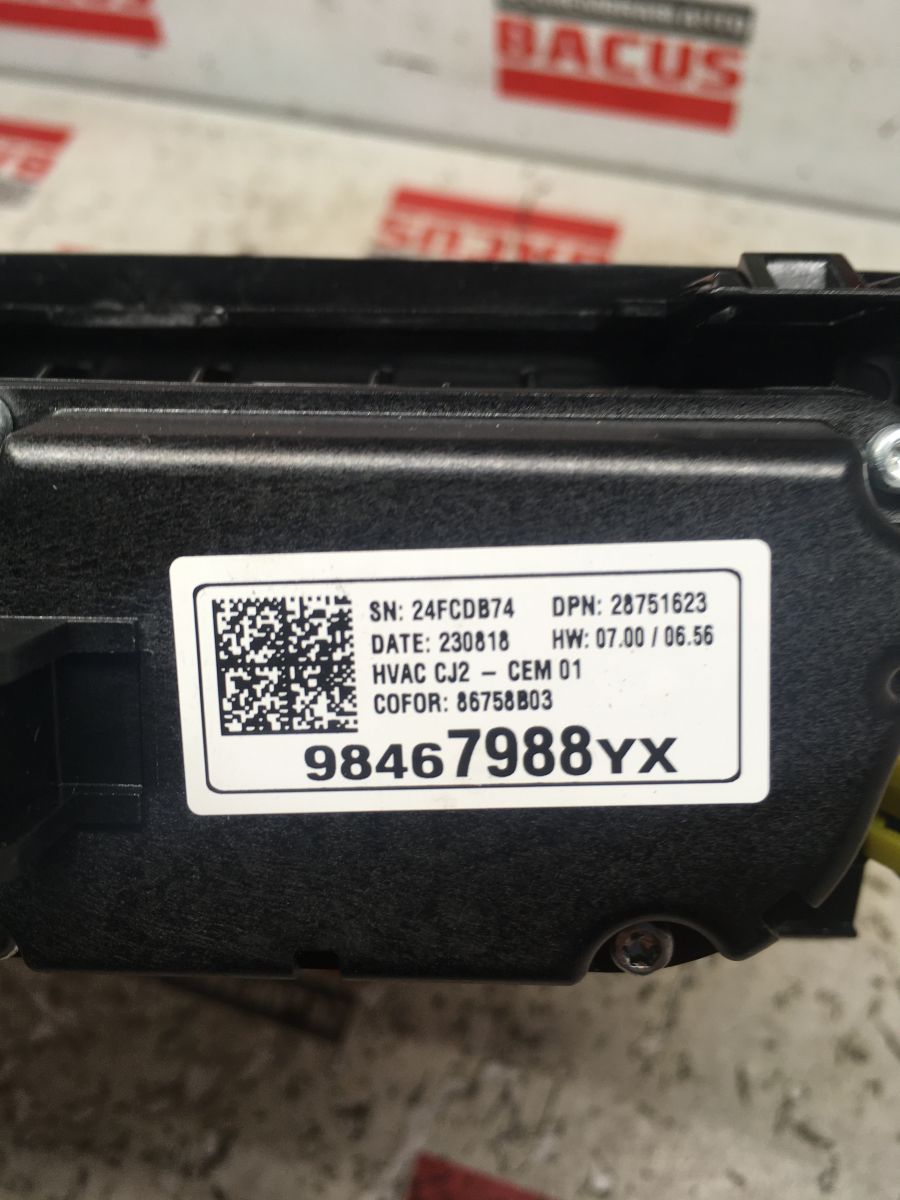 BACUS
BACUS
SN: 24FCDB74 DPN: 28751623
DATE: 230818 HW: 07.00 / 06.56
HVAC CJ2 – CEM 01
COFOR: 86758B03
98467988YX